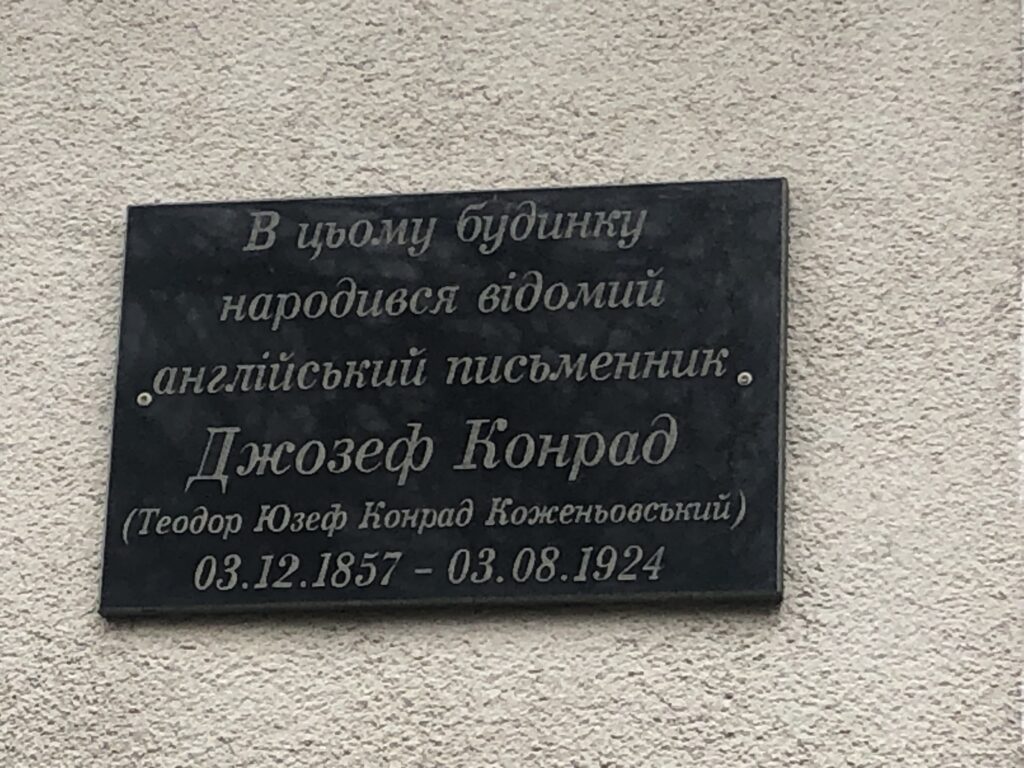 В цьому будинку
народився відомий
англійський письменник
Джозеф Конрад
(Теодор Юзеф Конрад Коженьовський)
03.12.1857 – 03.08.1924